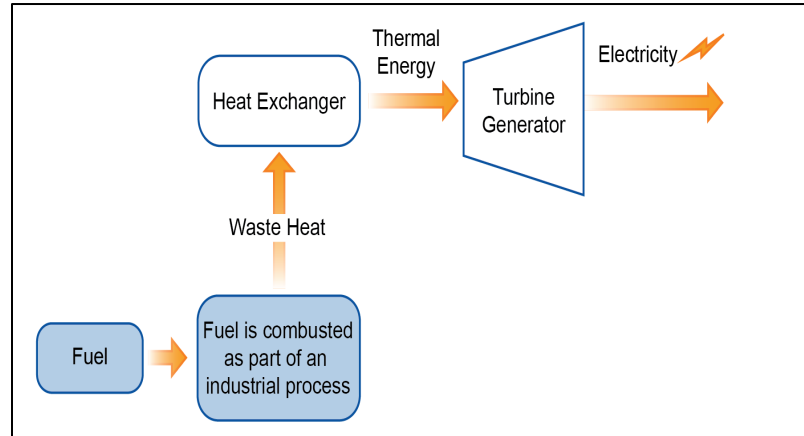 Thermal
Energy
Electricity
Heat Exchanger
Turbine
Generator
Waste Heat
Fuel
Fuel is combusted
as part of an
industrial process